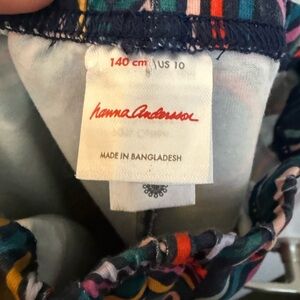 140 cm \ US 10
hanna andersson
MADE IN BANGLADESH